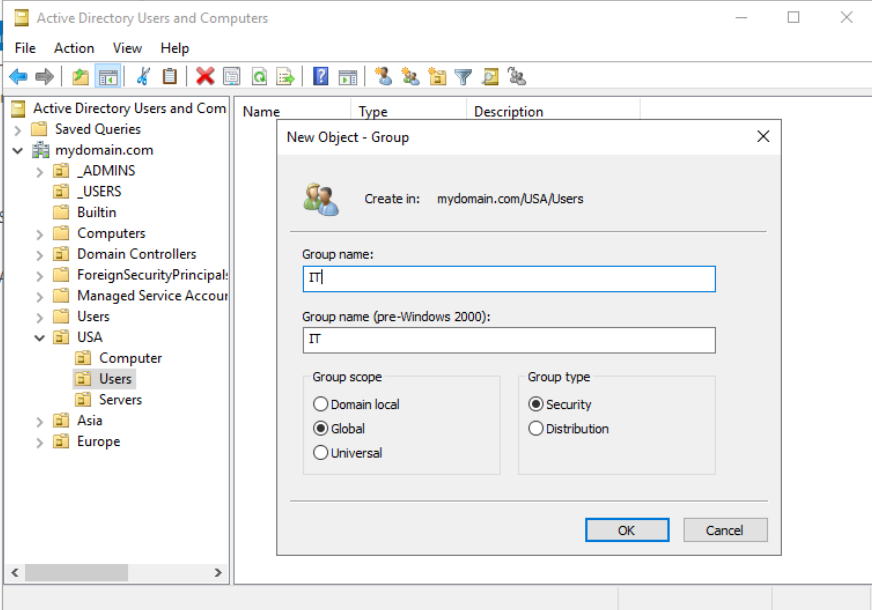 Active Directory Users and Computers
File Action View Help
Active Directory Users and Com
Name Type Description
Saved Queries
mydomain.com
_ADMINS
_USERS
Builtin
Computers
Domain Controllers
ForeignSecurityPrincipals
Managed Service Accour
Users
USA
Computer
Users
Servers
Asia
Europe
New Object - Group
Create in: mydomain.com/USA/Users
Group name:
IT
Group name (pre-Windows 2000):
IT
Group scope
Domain local
Global
Universal
Group type
Security
Distribution
OK Cancel